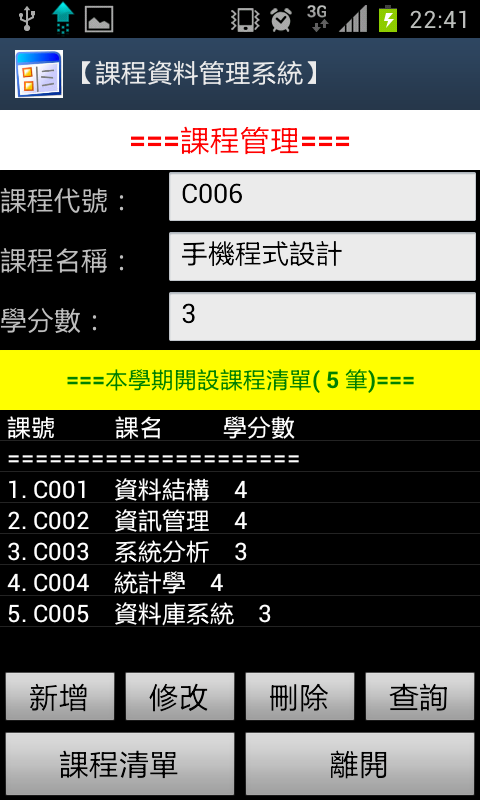 3G 22:41
【課程資料管理系統】
===課程管理===
課程代號： C006
課程名稱： 手機程式設計
學分數： 3
===本學期開設課程清單( 5 筆)===
課號 課名 學分數
=====================
1. C001 資料結構 4
2. C002 資訊管理 4
3. C003 系統分析 3
4. C004 統計學 4
5. C005 資料庫系統 3
新增 修改 刪除 查詢
課程清單 離開